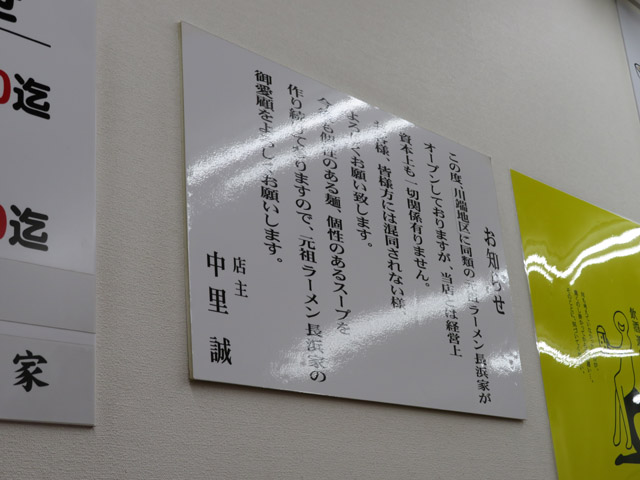 お知らせ
この度、川端地区に同類の元祖ラーメン長浜家が
オープンしておりますが、当店とは経営上
資本上も一切関係有りません。
お客様、皆様方には混同されない様
よろしくお願い致します。
今後も個性のある麺、個性のあるスープを
作り続けて参りますので、元祖ラーメン長浜家の
御愛顧をよろしくお願いします。
店主
中里 誠
0迄
0迄
家